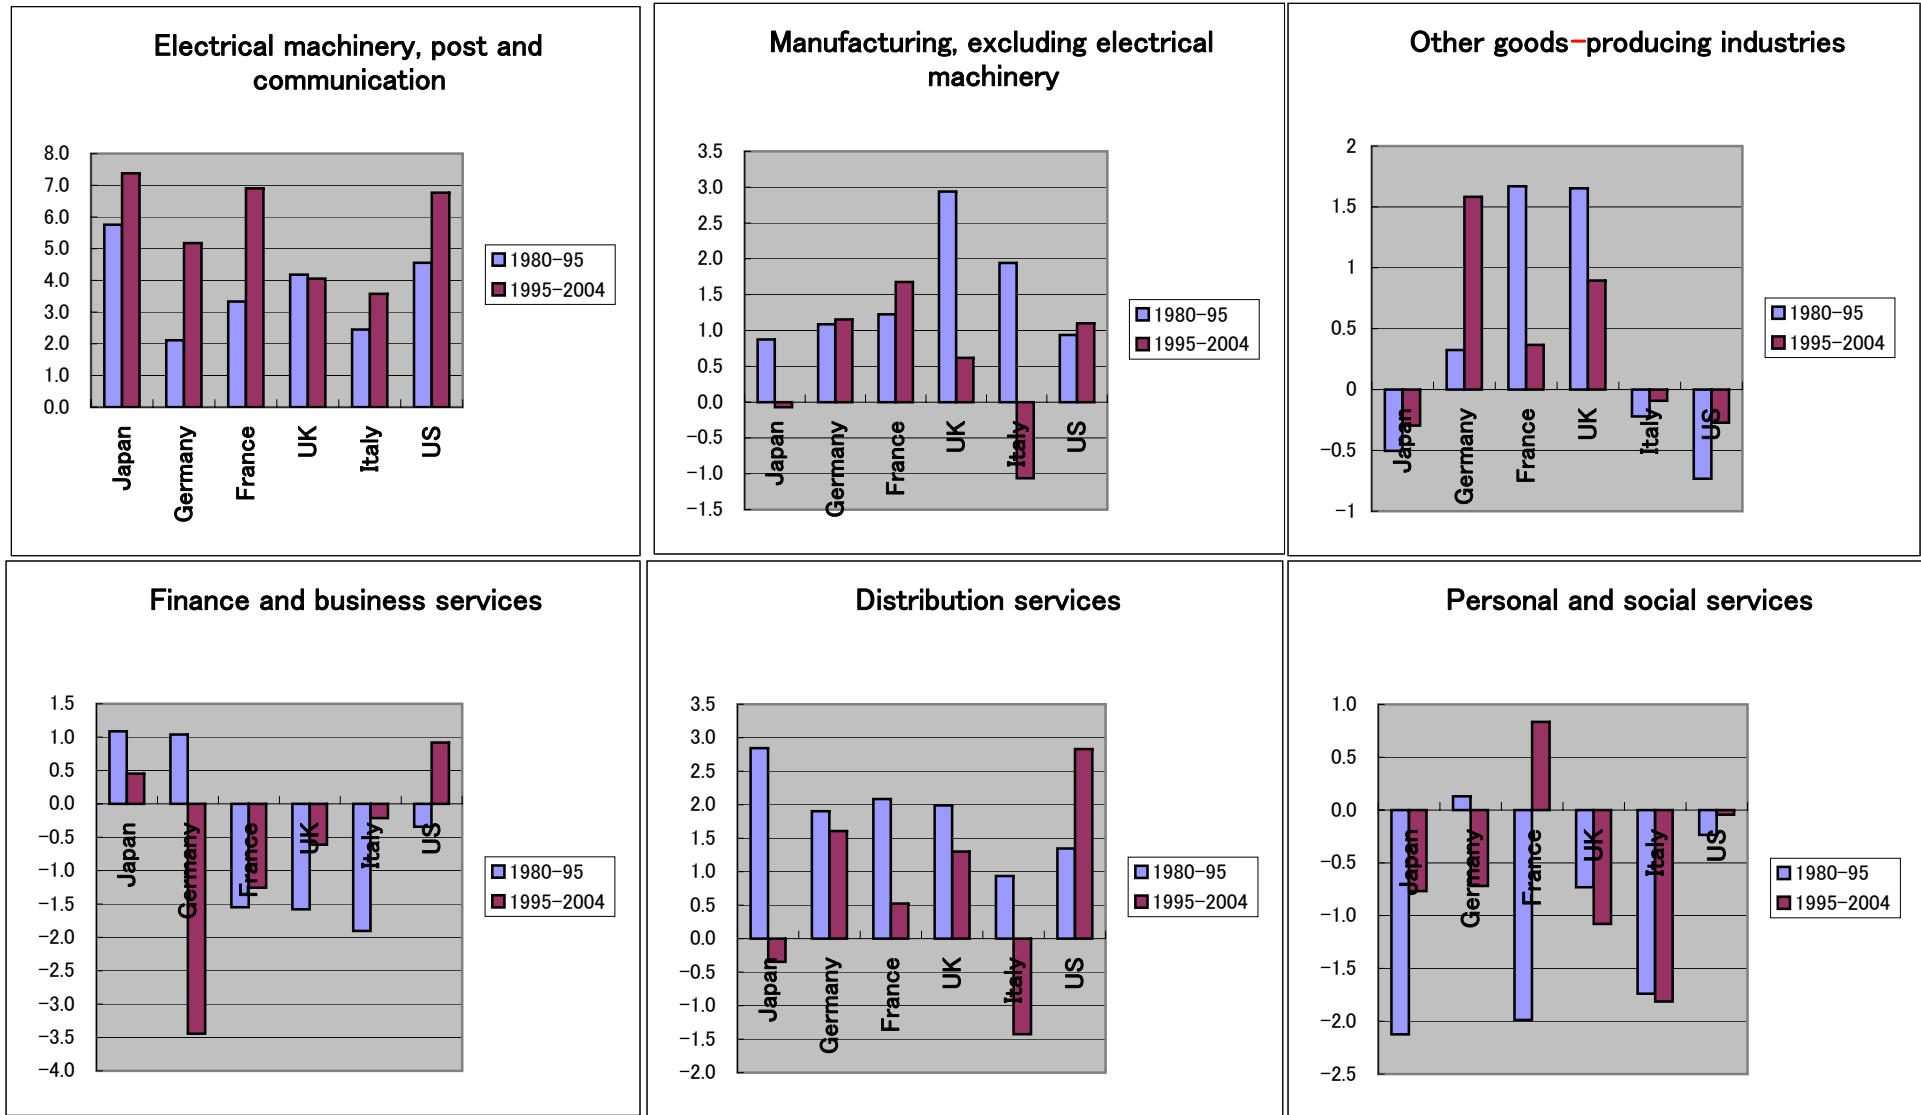 Electrical machinery, post and
communication
8.0
7.0
6.0
5.0
4.0
3.0
2.0
1.0
0.0
Japan
Germany
France
UK
Italy
US
1980-95
1995-2004
Manufacturing, excluding electrical
machinery
3.5
3.0
2.5
2.0
1.5
1.0
0.5
0.0
-0.5
-1.0
-1.5
Japan
Germany
France
UK
Italy
US
1980-95
1995-2004
Other goods-producing industries
2
1.5
1
0.5
0
-0.5
-1
Japan
Germany
France
UK
Italy
US
1980-95
1995-2004
Finance and business services
1.5
1.0
0.5
0.0
-0.5
-1.0
-1.5
-2.0
-2.5
-3.0
-3.5
-4.0
Japan
Germany
France
UK
Italy
US
1980-95
1995-2004
Distribution services
3.5
3.0
2.5
2.0
1.5
1.0
0.5
0.0
-0.5
-1.0
-1.5
-2.0
Japan
Germany
France
UK
Italy
US
1980-95
1995-2004
Personal and social services
1.0
0.5
0.0
-0.5
-1.0
-1.5
-2.0
-2.5
Japan
Germany
France
UK
Italy
US
1980-95
1995-2004